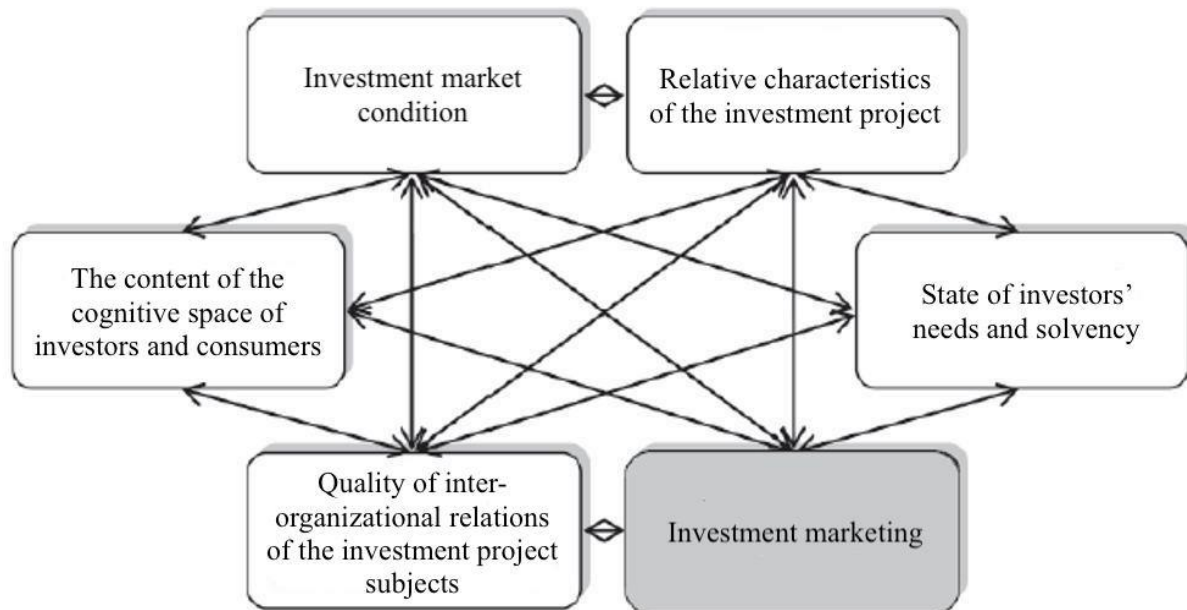 Investment market
condition
Relative characteristics
of the investment project
The content of the
cognitive space of
investors and consumers
State of investors’
needs and solvency
Quality of inter-
organizational relations
of the investment project
subjects
Investment marketing